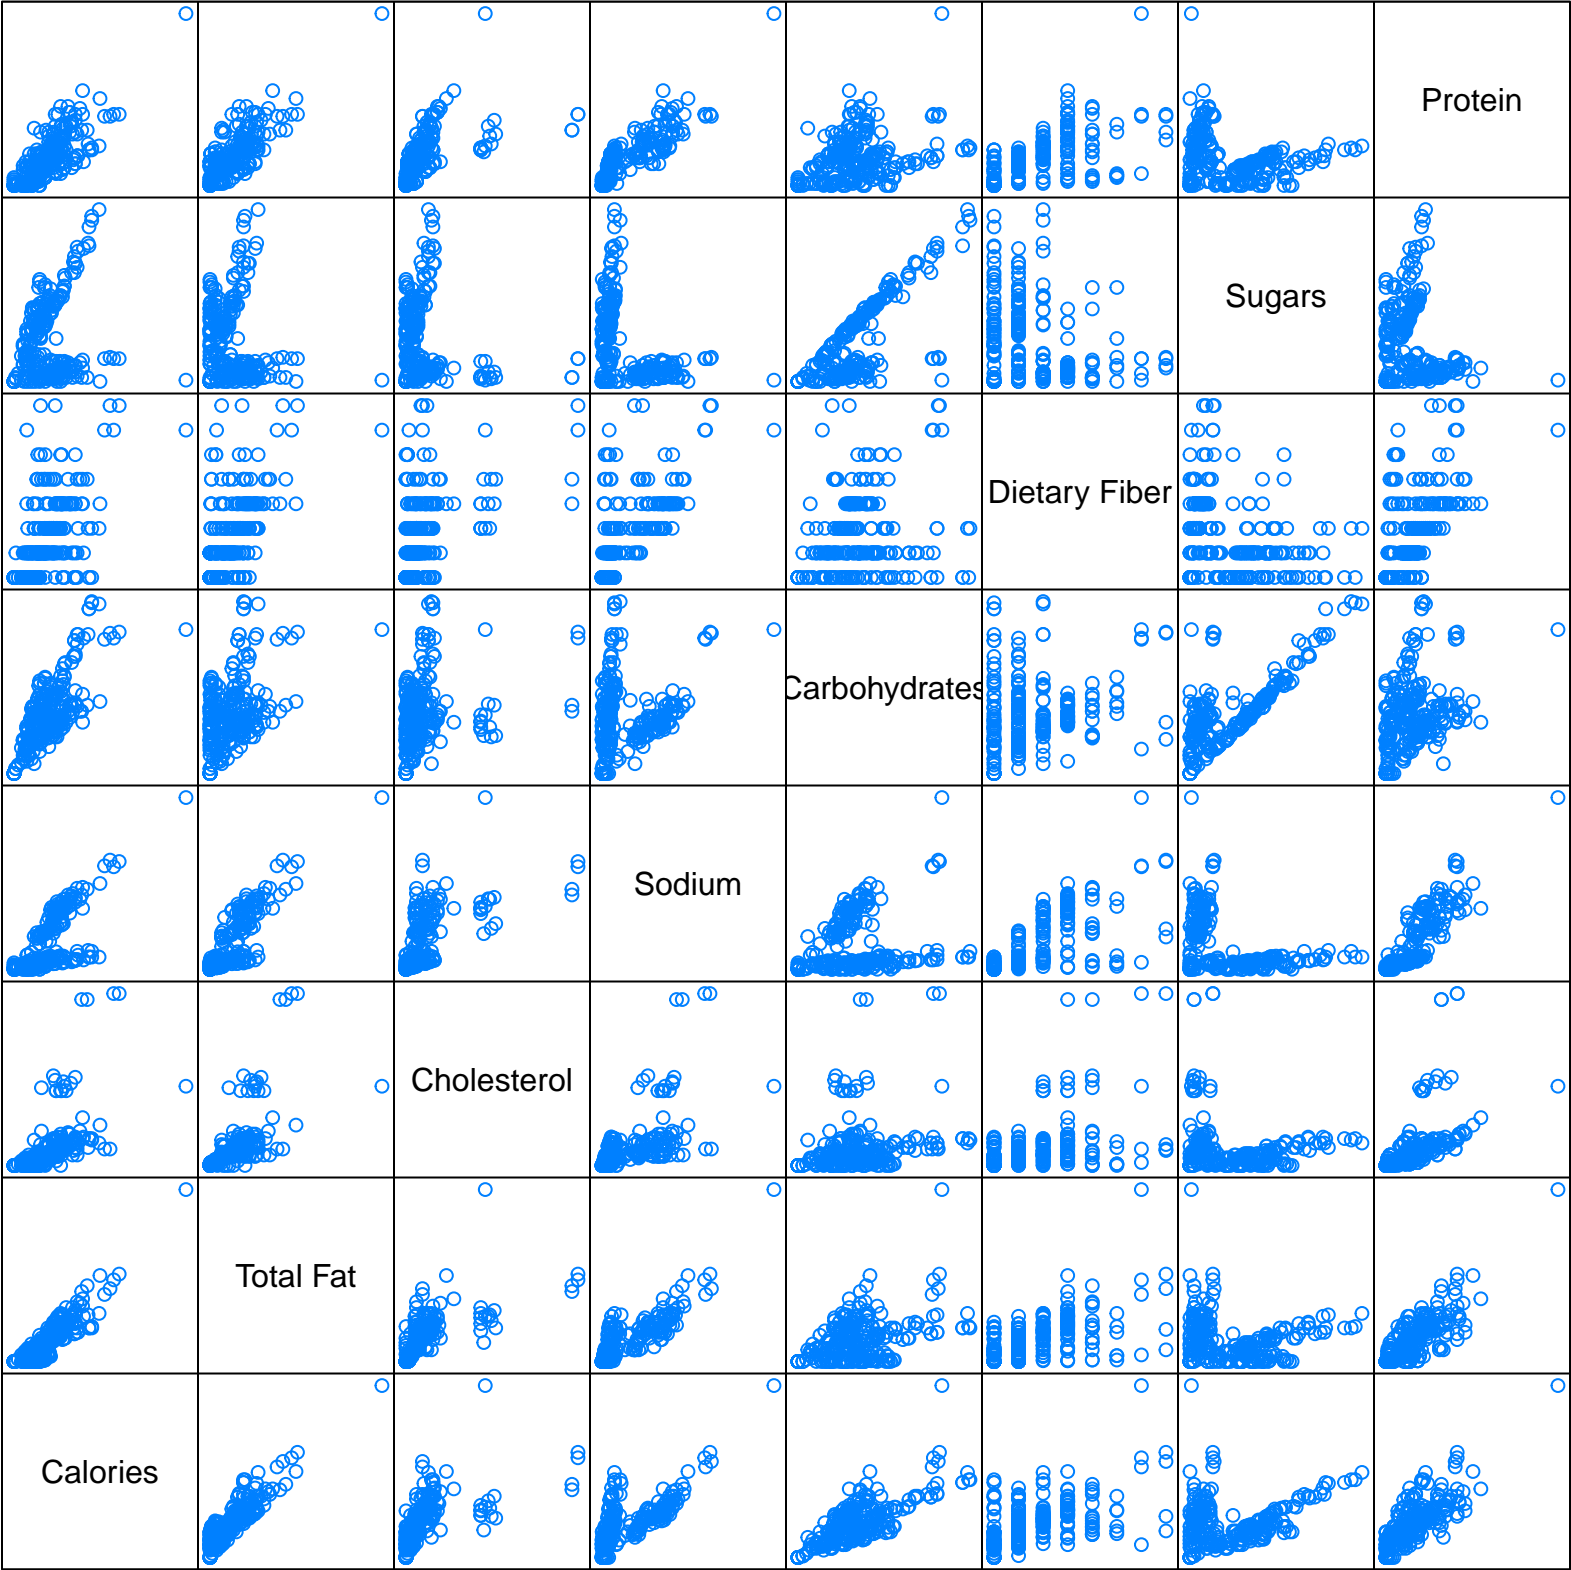 Protein
Sugars
Dietary Fiber
Carbohydrates
Sodium
Cholesterol
Total Fat
Calories